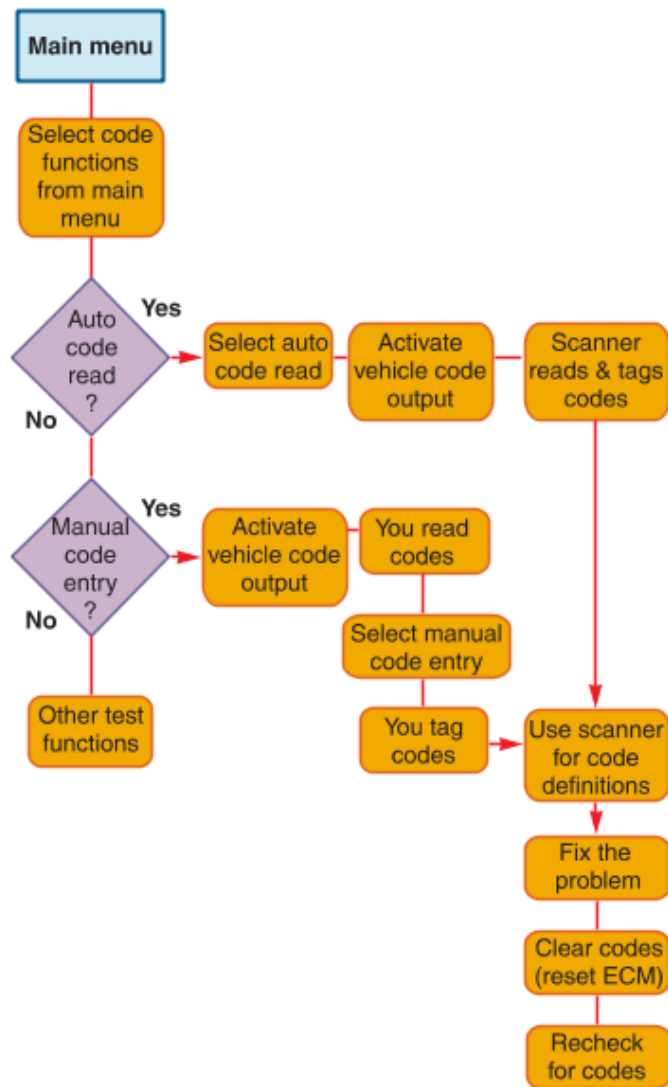 Main menu
Select code
functions
from main
menu
Yes
Auto
code
read
?
No
Select auto
code read
Activate
vehicle code
output
Scanner
reads & tags
codes
Yes
Manual
code
entry
?
No
Activate
vehicle code
output
You read
codes
Select manual
code entry
You tag
codes
Other test
functions
Use scanner
for code
definitions
Fix the
problem
Clear codes
(reset ECM)
Recheck
for codes